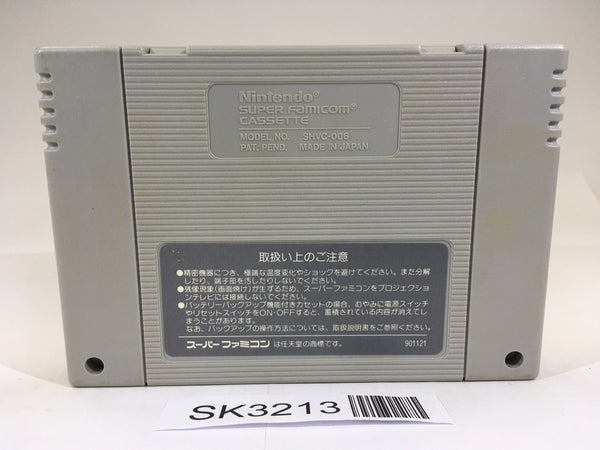 Nintendo®
SUPER FAMICOM®
CASSETTE
MODEL NO. SHVC-006
PAT. PEND. MADE IN JAPAN
取扱い上のご注意
●精密機器につき、極端な温度変化やショックを避けてください。また分解
したり、端子部を汚したりしないでください。
●残像現象(画面焼け)が生ずるため、スーパーファミコンをプロジェクショ
ンテレビには接続しないでください。
●バッテリーバックアップ機能付きカセットの場合、むやみに電源スイッチ
やリセットスイッチをON・OFFすると、蓄積されている内容が消えてし
まうことがあります。
なお、バックアップの操作方法については、取扱説明書をご参照ください。
スーパーファミコン は任天堂の商標です。 901121
SK3213